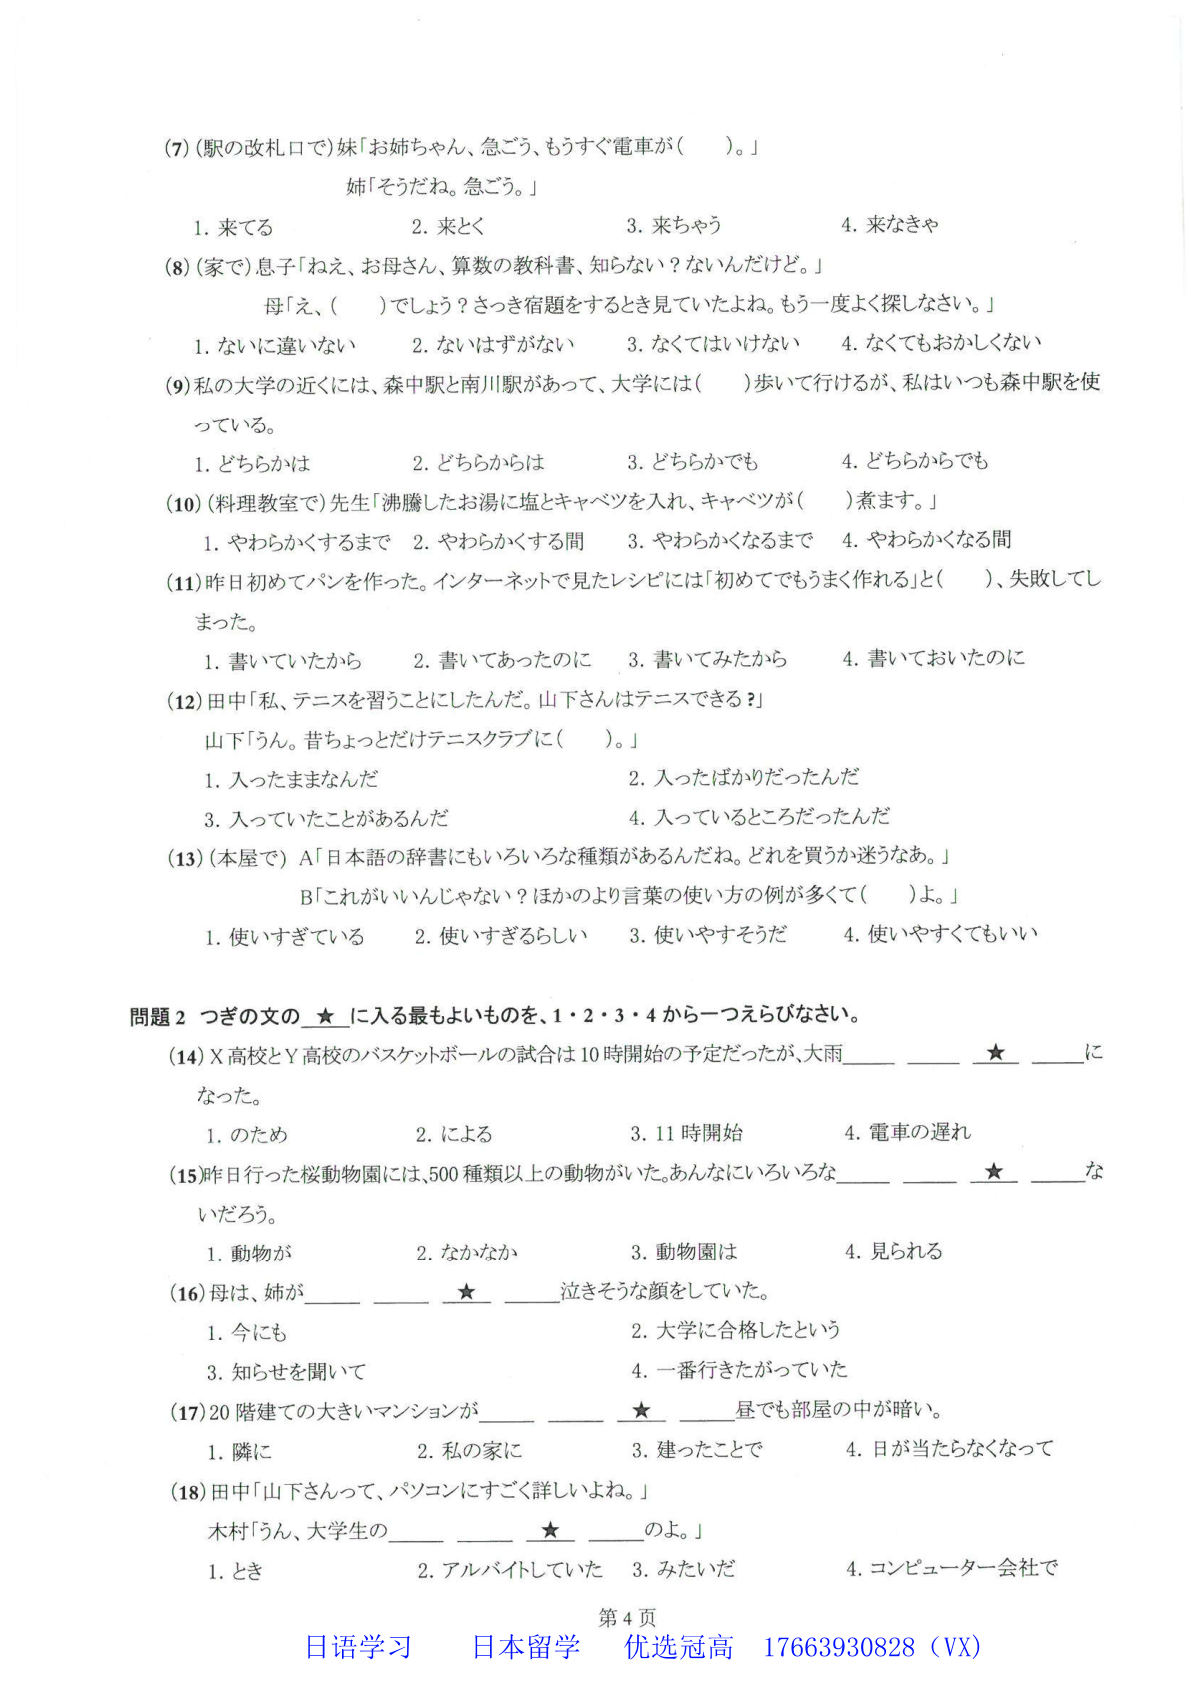 (7)(駅の改札口で)妹「お姉ちゃん、急ごう、もうすぐ電車が(　　)。」
姉「そうだね。急ごう。」
1. 来てる　2. 来とく　3. 来ちゃう　4. 来なきゃ
(8)(家で)息子「ねえ、お母さん、算数の教科書、知らない？ないんだけど。」
母「え、(　　)でしょう？さっき宿題をするとき見ていたよね。もう一度よく探しなさい。」
1. ないに違いない　2. ないはずがない　3. なくてはいけない　4. なくてもおかしくない
(9)私の大学の近くには、森中駅と南川駅があって、大学には(　　)歩いて行けるが、私はいつも森中駅を使
っている。
1. どちらかは　2. どちらからは　3. どちらかでも　4. どちらからでも
(10)(料理教室で)先生「沸騰したお湯に塩とキャベツを入れ、キャベツが(　　)煮ます。」
1. やわらかくするまで　2. やわらかくする間　3. やわらかくなるまで　4. やわらかくなる間
(11)昨日初めてパンを作った。インターネットで見たレシピには「初めてでもうまく作れる」と(　　)、失敗してし
まった。
1. 書いていたから　2. 書いてあったのに　3. 書いてみたから　4. 書いておいたのに
(12)田中「私、テニスを習うことにしたんだ。山下さんはテニスできる？」
山下「うん。昔ちょっとだけテニスクラブに(　　)。」
1. 入ったままなんだ　2. 入ったばかりだったんだ
3. 入っていたことがあるんだ　4. 入っているところだったんだ
(13)(本屋で) A「日本語の辞書にもいろいろな種類があるんだね。どれを買うか迷うなあ。」
B「これがいいんじゃない？ほかのより言葉の使い方の例が多くて(　　)よ。」
1. 使いすぎている　2. 使いすぎるらしい　3. 使いやすそうだ　4. 使いやすくてもいい
問題2 つぎの文の__★__に入る最もよいものを、1・2・3・4から一つえらびなさい。
(14)X高校とY高校のバスケットボールの試合は10時開始の予定だったが、大雨____ ____ __★__ ____に
なった。
1. のため　2. による　3. 11時開始　4. 電車の遅れ
(15)昨日行った桜動物園には、500種類以上の動物がいた。あんなにいろいろな____ ____ __★__ ____な
いだろう。
1. 動物が　2. なかなか　3. 動物園は　4. 見られる
(16)母は、姉が____ ____ __★__ ____泣きそうな顔をしていた。
1. 今にも　2. 大学に合格したという
3. 知らせを聞いて　4. 一番行きたがっていた
(17)20階建ての大きいマンションが____ ____ __★__ ____昼でも部屋の中が暗い。
1. 隣に　2. 私の家に　3. 建ったことで　4. 日が当たらなくなって
(18)田中「山下さんって、パソコンにすごく詳しいよね。」
木村「うん、大学生の____ ____ __★__ ____のよ。」
1. とき　2. アルバイトしていた　3. みたいだ　4. コンピューター会社で
第4页
日语学习　日本留学　优选冠高　17663930828（VX)